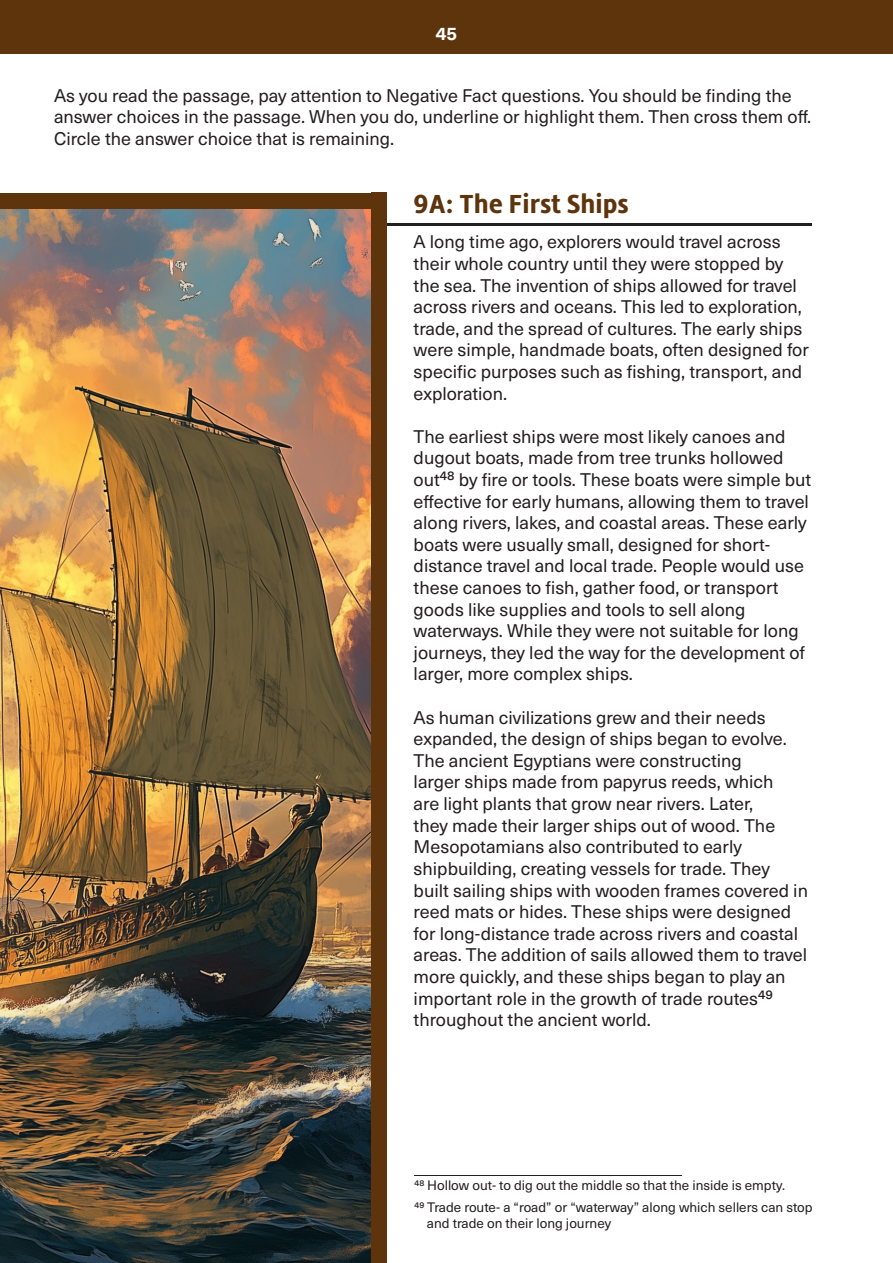 45
As you read the passage, pay attention to Negative Fact questions. You should be finding the
answer choices in the passage. When you do, underline or highlight them. Then cross them off.
Circle the answer choice that is remaining.
9A: The First Ships
A long time ago, explorers would travel across
their whole country until they were stopped by
the sea. The invention of ships allowed for travel
across rivers and oceans. This led to exploration,
trade, and the spread of cultures. The early ships
were simple, handmade boats, often designed for
specific purposes such as fishing, transport, and
exploration.
The earliest ships were most likely canoes and
dugout boats, made from tree trunks hollowed
out48 by fire or tools. These boats were simple but
effective for early humans, allowing them to travel
along rivers, lakes, and coastal areas. These early
boats were usually small, designed for short-
distance travel and local trade. People would use
these canoes to fish, gather food, or transport
goods like supplies and tools to sell along
waterways. While they were not suitable for long
journeys, they led the way for the development of
larger, more complex ships.
As human civilizations grew and their needs
expanded, the design of ships began to evolve.
The ancient Egyptians were constructing
larger ships made from papyrus reeds, which
are light plants that grow near rivers. Later,
they made their larger ships out of wood. The
Mesopotamians also contributed to early
shipbuilding, creating vessels for trade. They
built sailing ships with wooden frames covered in
reed mats or hides. These ships were designed
for long-distance trade across rivers and coastal
areas. The addition of sails allowed them to travel
more quickly, and these ships began to play an
important role in the growth of trade routes49
throughout the ancient world.
48 Hollow out- to dig out the middle so that the inside is empty.
49 Trade route- a “road” or “waterway” along which sellers can stop
and trade on their long journey